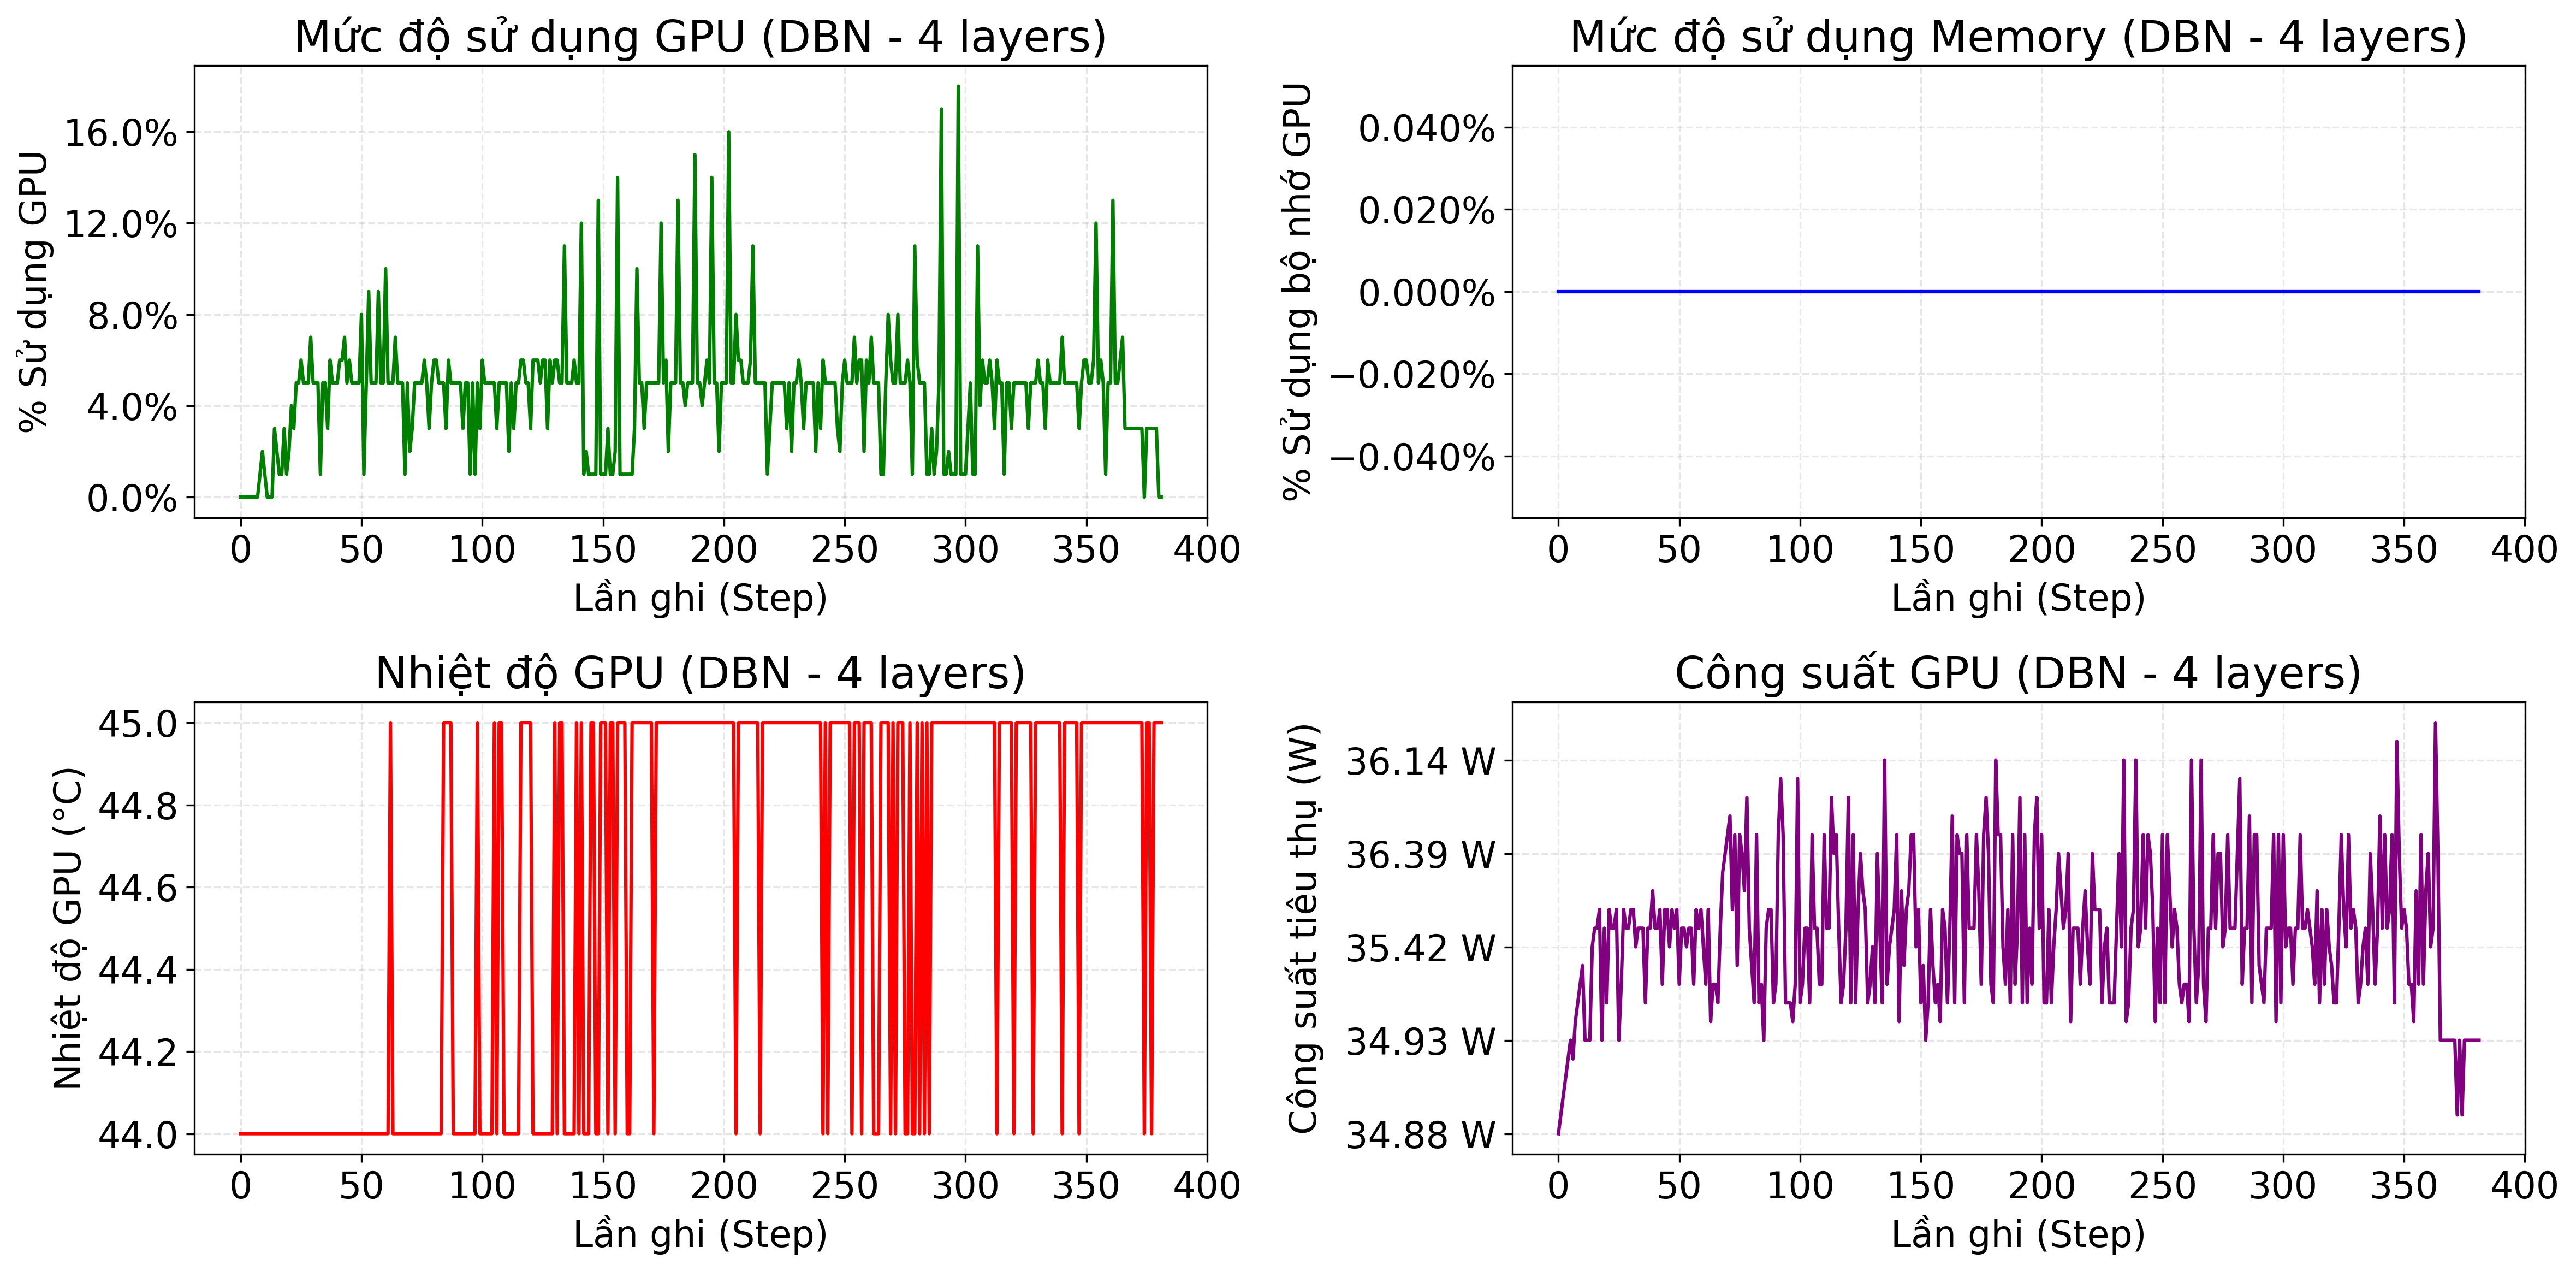 Mức độ sử dụng GPU (DBN - 4 layers)
% Sử dụng GPU
16.0%
12.0%
8.0%
4.0%
0.0%
0 50 100 150 200 250 300 350 400
Lần ghi (Step)
Mức độ sử dụng Memory (DBN - 4 layers)
% Sử dụng bộ nhớ GPU
0.040%
0.020%
0.000%
−0.020%
−0.040%
0 50 100 150 200 250 300 350 400
Lần ghi (Step)
Nhiệt độ GPU (DBN - 4 layers)
Nhiệt độ GPU (°C)
45.0
44.8
44.6
44.4
44.2
44.0
0 50 100 150 200 250 300 350 400
Lần ghi (Step)
Công suất GPU (DBN - 4 layers)
Công suất tiêu thụ (W)
36.14 W
36.39 W
35.42 W
34.93 W
34.88 W
0 50 100 150 200 250 300 350 400
Lần ghi (Step)